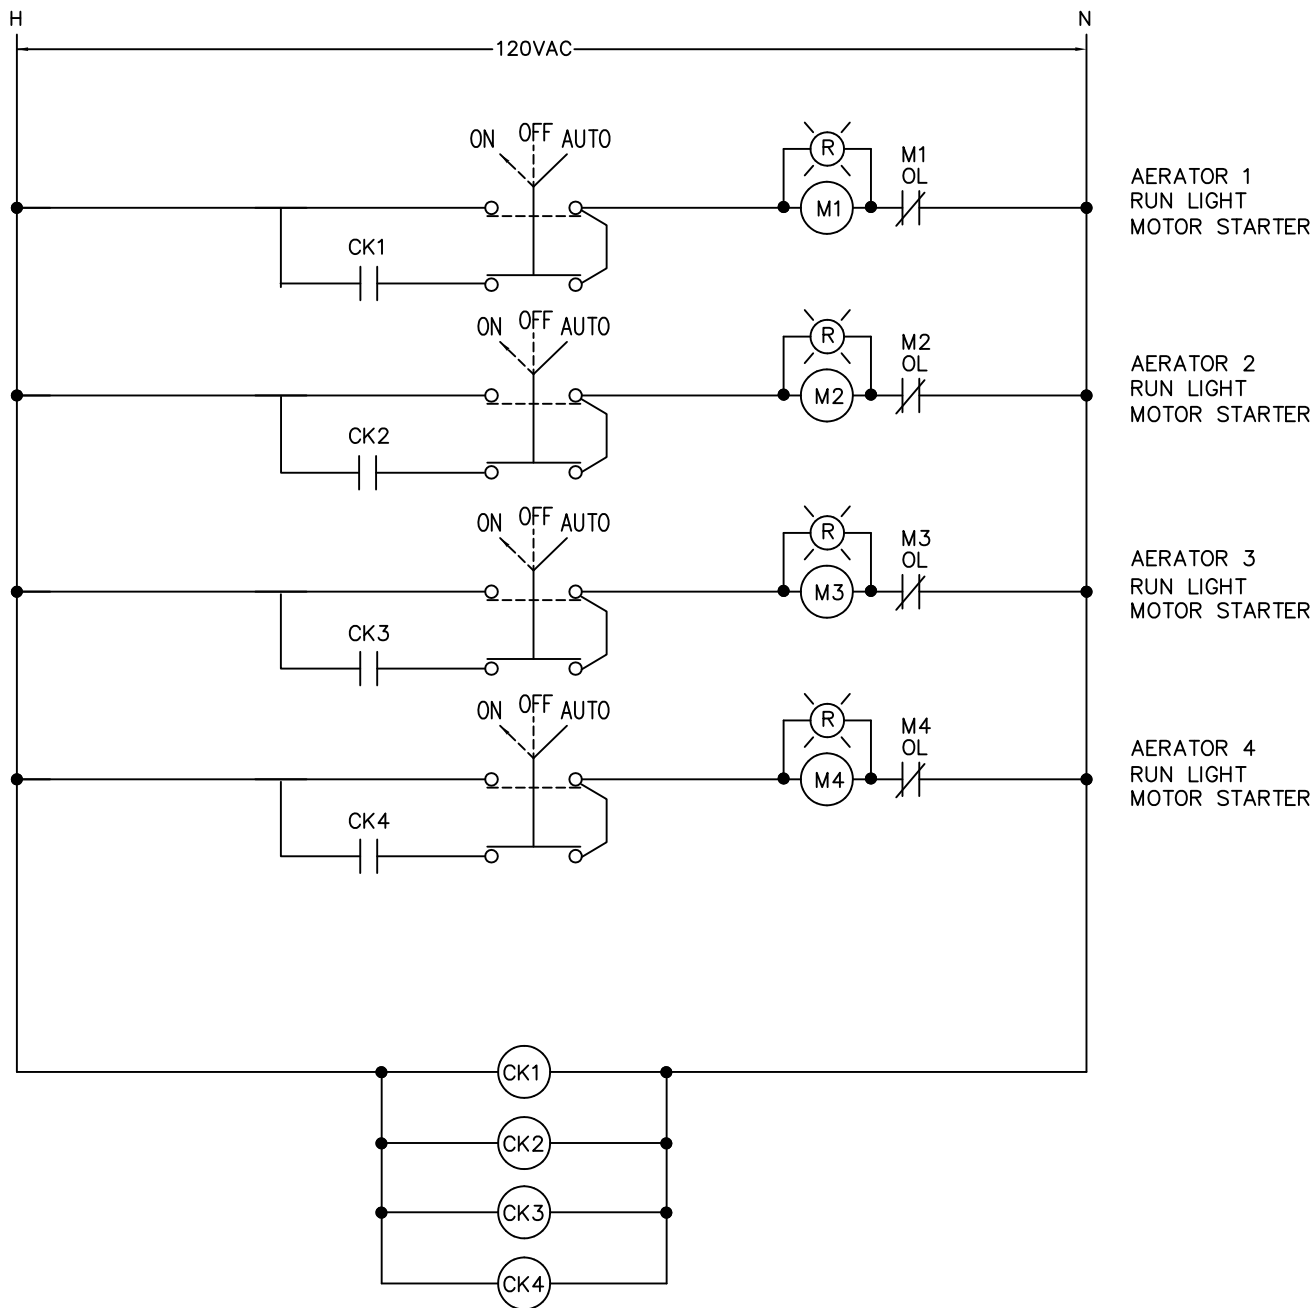 H
N
120VAC
ON OFF AUTO
R
M1
M1
OL
AERATOR 1
RUN LIGHT
MOTOR STARTER
CK1
ON OFF AUTO
R
M2
M2
OL
AERATOR 2
RUN LIGHT
MOTOR STARTER
CK2
ON OFF AUTO
R
M3
M3
OL
AERATOR 3
RUN LIGHT
MOTOR STARTER
CK3
ON OFF AUTO
R
M4
M4
OL
AERATOR 4
RUN LIGHT
MOTOR STARTER
CK4
CK1
CK2
CK3
CK4